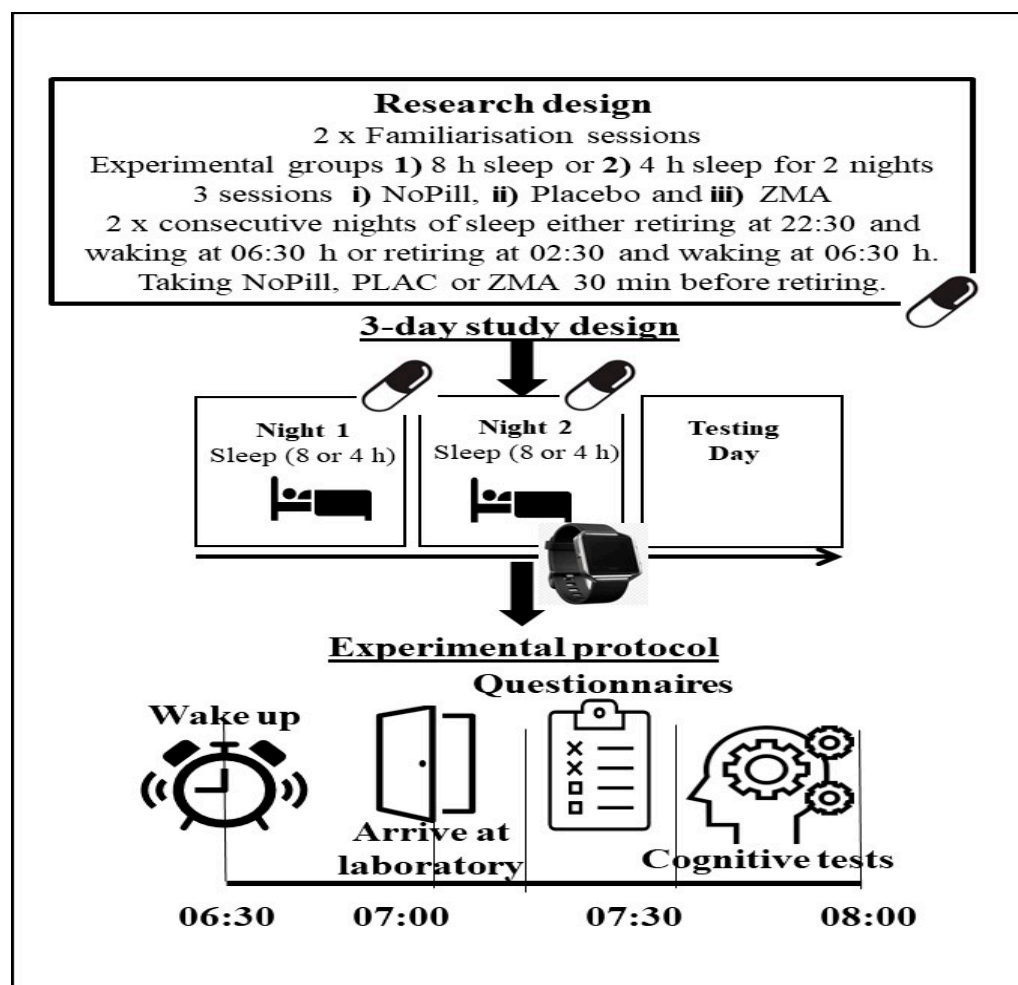 Research design
2 x Familiarisation sessions
Experimental groups 1) 8 h sleep or 2) 4 h sleep for 2 nights
3 sessions i) NoPill, ii) Placebo and iii) ZMA
2 x consecutive nights of sleep either retiring at 22:30 and
waking at 06:30 h or retiring at 02:30 and waking at 06:30 h.
Taking NoPill, PLAC or ZMA 30 min before retiring.
3-day study design
Night 1
Sleep (8 or 4 h)
Night 2
Sleep (8 or 4 h)
Testing
Day
Experimental protocol
Wake up
Arrive at
laboratory
Questionnaires
Cognitive tests
06:30
07:00
07:30
08:00